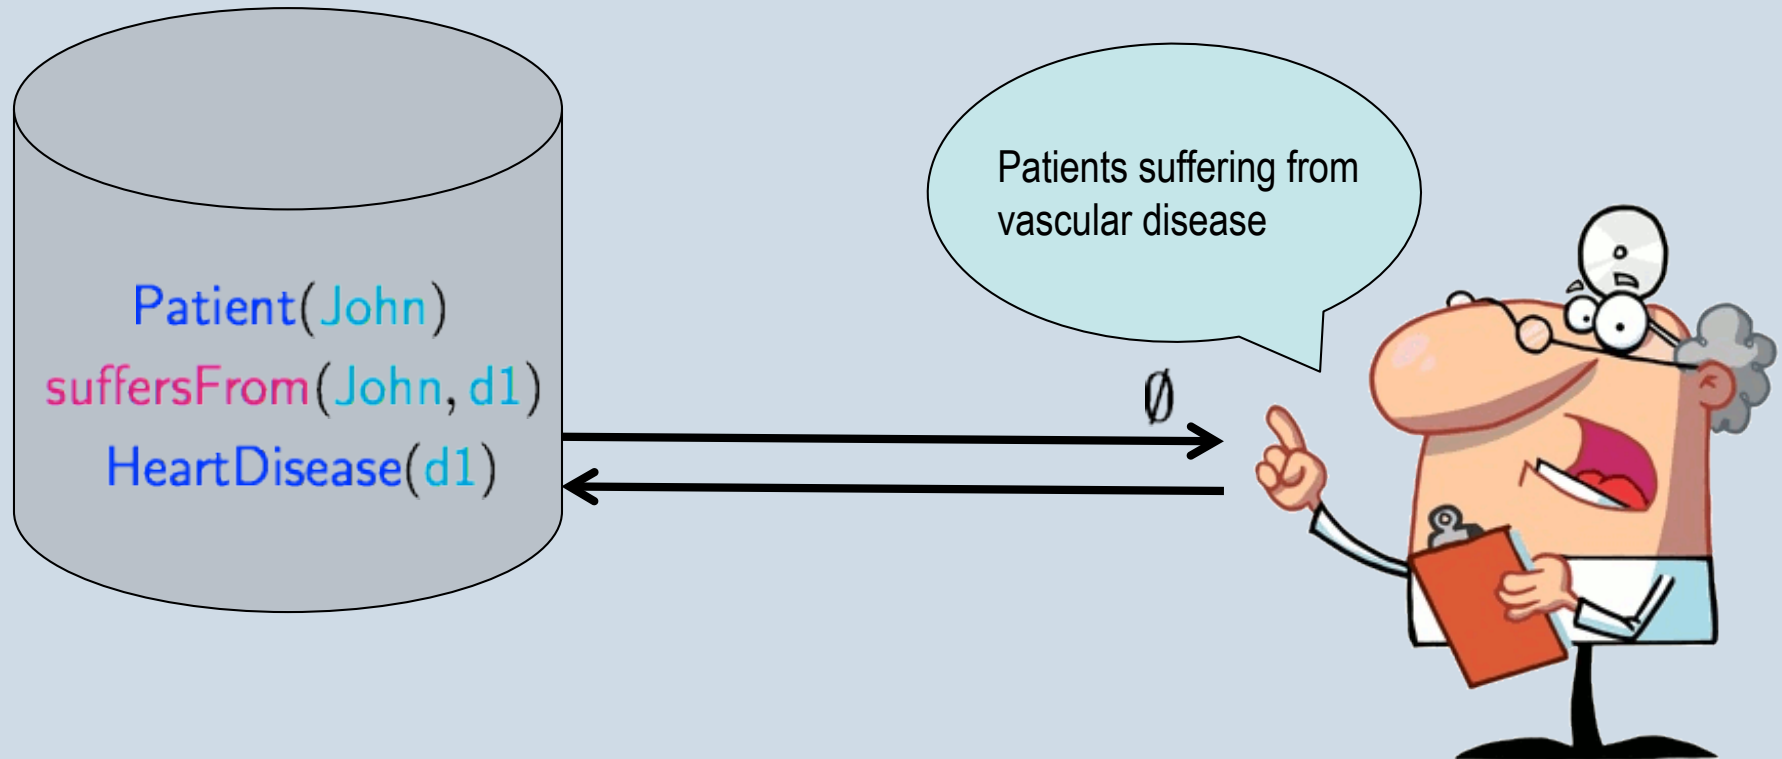 Patient(John)
suffersFrom(John, d1)
HeartDisease(d1)
Patients suffering from
vascular disease
∅